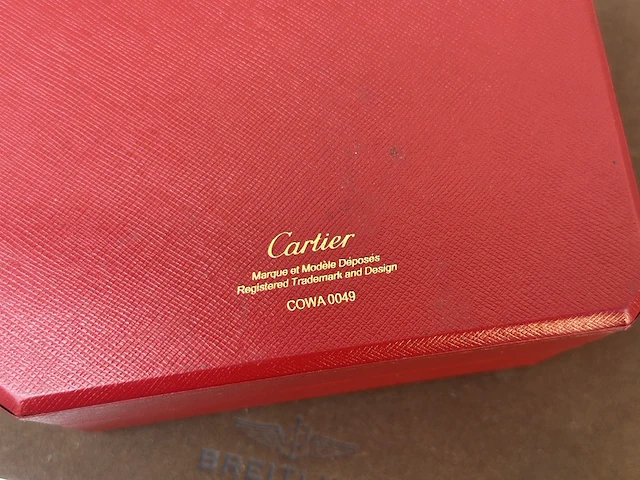 Cartier
Marque et Modèle Déposés
Registered Trademark and Design
COWA 0049